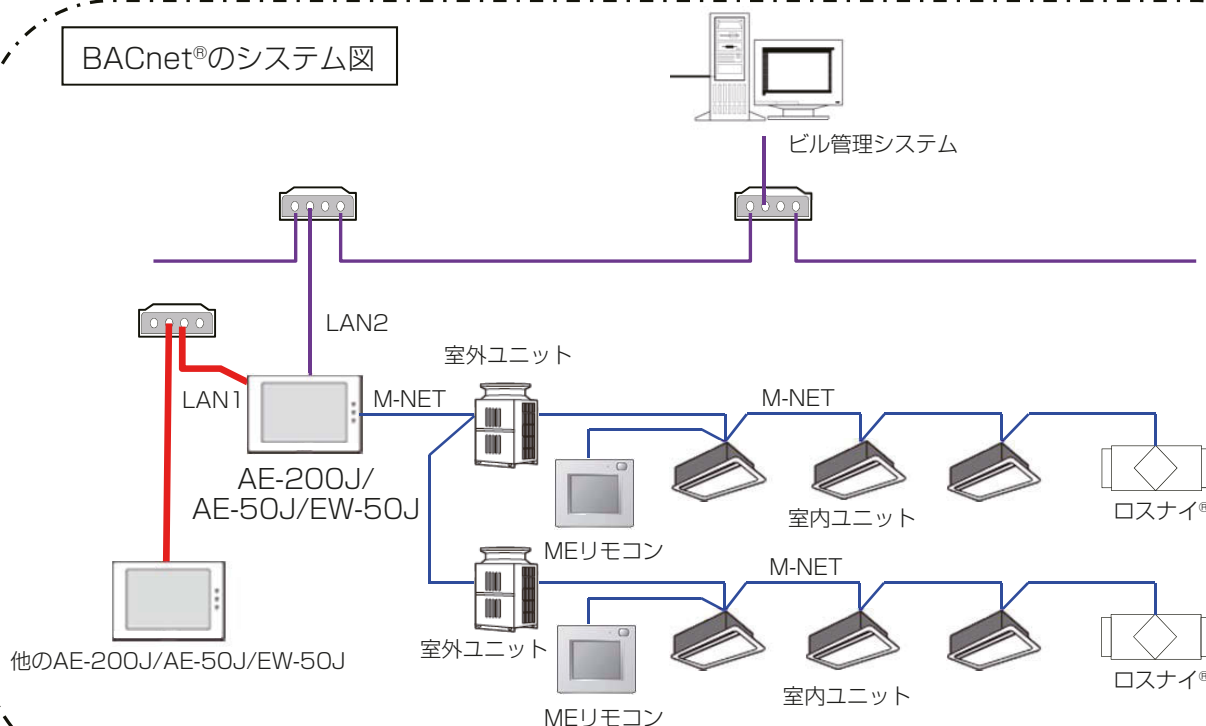 BACnet®のシステム図
ビル管理システム
LAN2
室外ユニット
LAN1
M-NET
M-NET
AE-200J/
AE-50J/EW-50J
室内ユニット
ロスナイ®
MEリモコン
M-NET
室外ユニット
他のAE-200J/AE-50J/EW-50J
室内ユニット
ロスナイ®
MEリモコン